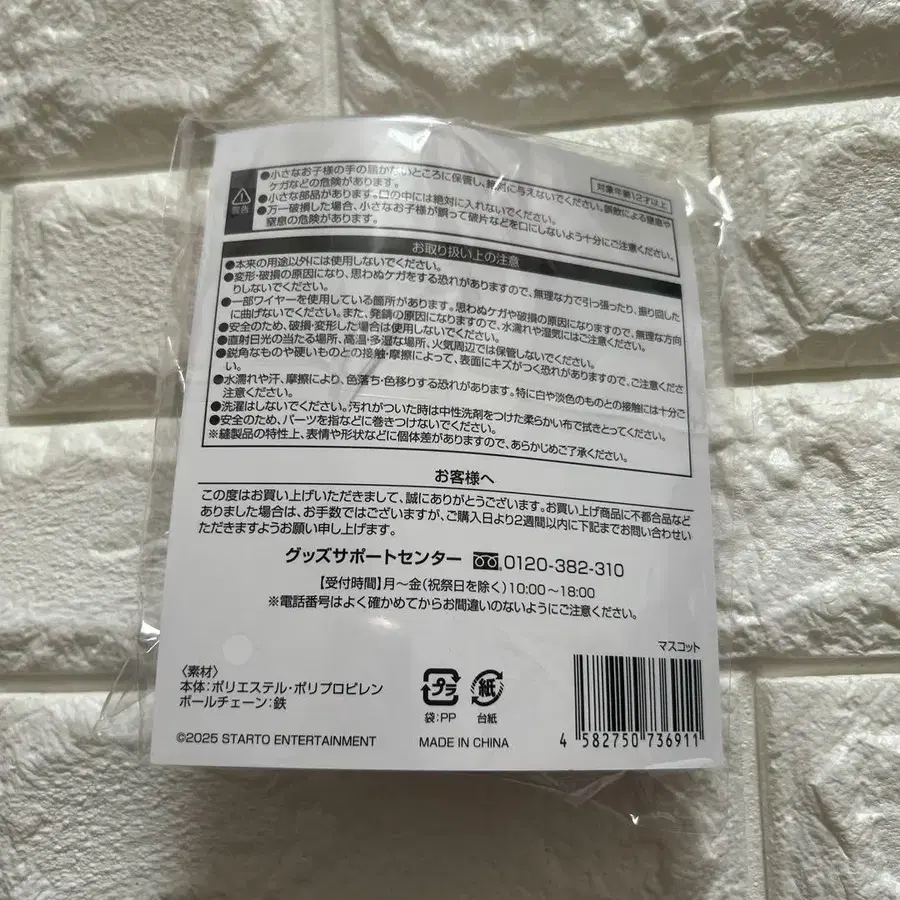 対象年齢12才以上
警告
●小さなお子様の手の届かないところに保管し、絶対に与えないでください。誤飲による窒息や
ケガなどの危険があります。
●小さな部品があります。口の中には絶対に入れないでください。
●万一破損した場合、小さなお子様が誤って破片などを口にしないよう十分にご注意ください。
窒息の危険があります。
お取り扱い上の注意
●本来の用途以外には使用しないでください。
●変形・破損の原因になり、思わぬケガをする恐れがありますので、無理な力で引っ張ったり、振り回した
りしないでください。
●一部ワイヤーを使用している箇所があります。思わぬケガや破損の原因になりますので、無理な方向
に曲げないでください。また、発錆の原因になりますので、水濡れや湿気にはご注意ください。
●安全のため、破損・変形した場合は使用しないでください。
●直射日光の当たる場所、高温・多湿な場所、火気周辺では保管しないでください。
●鋭角なものや硬いものとの接触・摩擦によって、表面にキズがつく恐れがありますので、ご注意くださ
い。
●水濡れや汗、摩擦により、色落ち・色移りする恐れがあります。特に白や淡色のものとの接触には十分ご
注意ください。
●洗濯はしないでください。汚れがついた時は中性洗剤をつけた柔らかい布で拭きとってください。
●安全のため、パーツを指などに巻きつけないでください。
※縫製品の特性上、表情や形状などに個体差がありますので、あらかじめご了承ください。
お客様へ
この度はお買い上げいただきまして、誠にありがとうございます。お買い上げ商品に不都合品など
ありました場合は、お手数ではございますが、ご購入日より2週間以内に下記までお問い合わせ
いただきますようお願い申し上げます。
グッズサポートセンター 0120-382-310
【受付時間】月～金(祝祭日を除く)10:00～18:00
※電話番号はよく確かめてからお間違いのないようにご注意ください。
マスコット
〈素材〉
本体:ポリエステル・ポリプロピレン
ボールチェーン:鉄
プラ
袋:PP
紙
台紙
©2025 STARTO ENTERTAINMENT
MADE IN CHINA
4 582750 736911